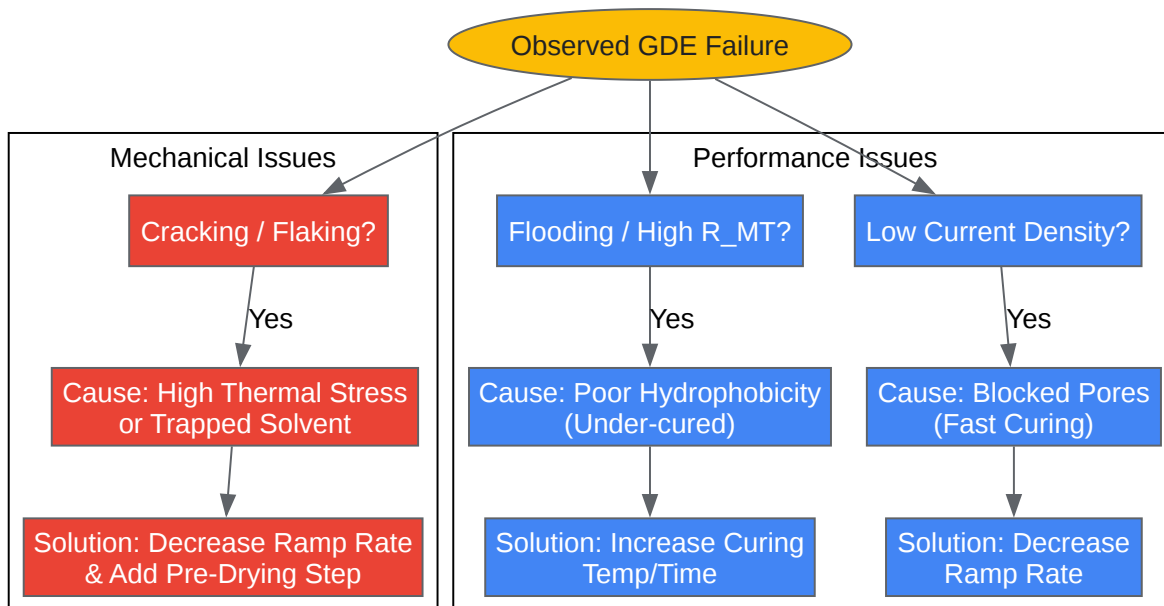 Observed GDE Failure
Mechanical Issues
Performance Issues
Cracking / Flaking?
Flooding / High R_MT?
Low Current Density?
Yes
Yes
Yes
Cause: High Thermal Stress
or Trapped Solvent
Cause: Poor Hydrophobicity
(Under-cured)
Cause: Blocked Pores
(Fast Curing)
Solution: Decrease Ramp Rate
& Add Pre-Drying Step
Solution: Increase Curing
Temp/Time
Solution: Decrease
Ramp Rate